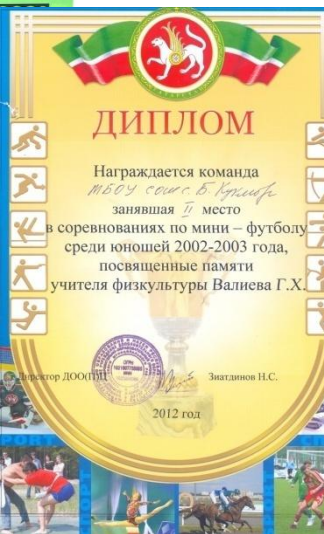 ДИПЛОМ
Награждается команда
МБОУ сош с. Б. Кукмор
занявшая II место
в соревнованиях по мини – футболу
среди юношей 2002-2003 года,
посвященные памяти
учителя физкультуры Валиева Г.Х.
Директор ДОО(П)Ц Зиатдинов Н.С.
2012 год